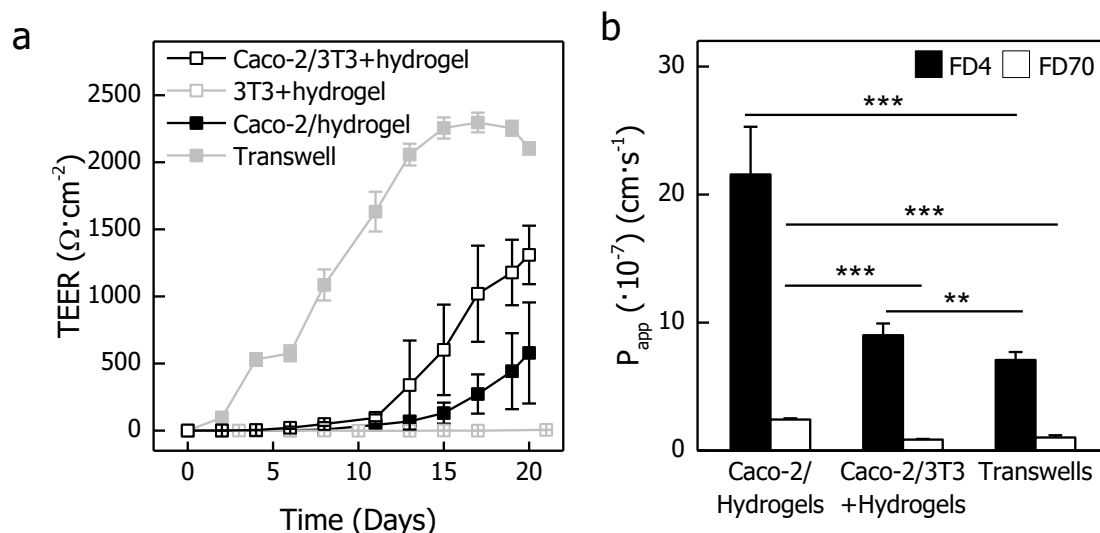 a
Caco-2/3T3+hydrogel
3T3+hydrogel
Caco-2/hydrogel
Transwell
TEER (Ω·cm⁻²)
2500
2000
1500
1000
500
0
0 5 10 15 20
Time (Days)
b
FD4 FD70
***
***
***
**
P_app (·10⁻⁷) (cm·s⁻¹)
30
20
10
0
Caco-2/ Caco-2/3T3 Transwells
Hydrogels +Hydrogels